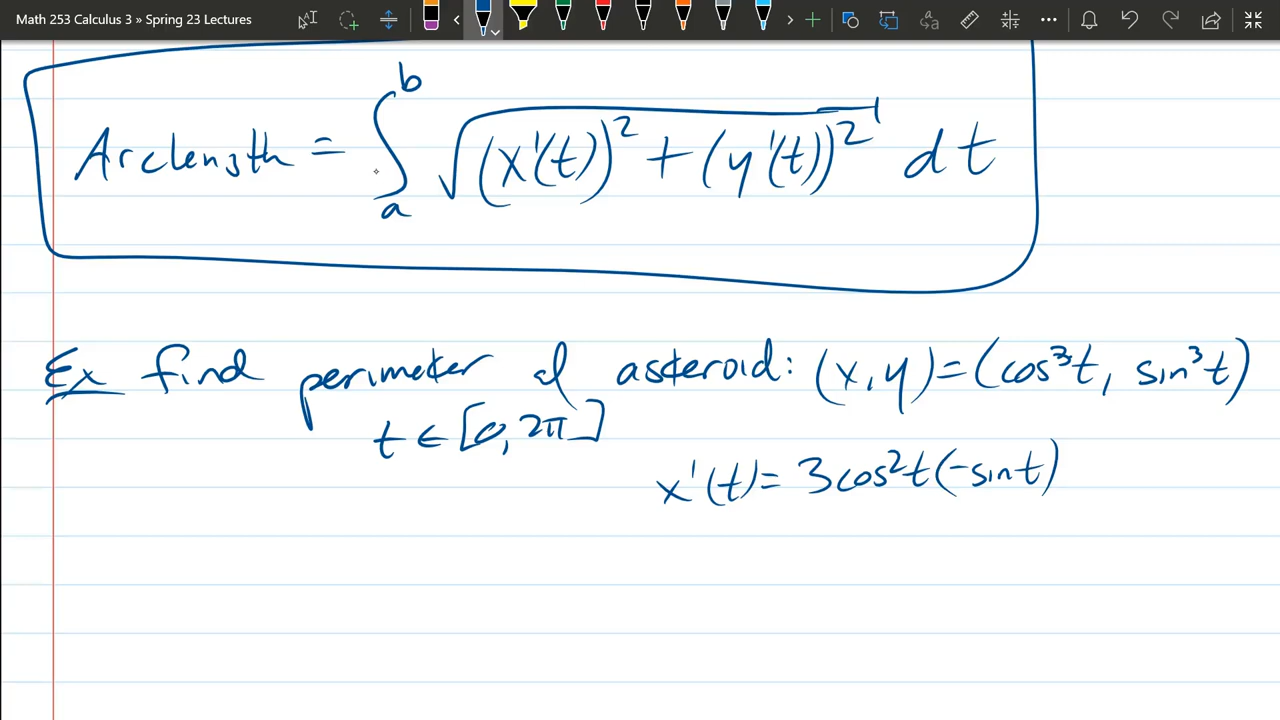 Math 253 Calculus 3 » Spring 23 Lectures
Arclength = ∫_a^b √((x'(t))² + (y'(t))²) dt
Ex find perimeter of asteroid: (x,y)=(cos³t, sin³t)
t ∈ [0, 2π]
x'(t)= 3cos²t(-sint)